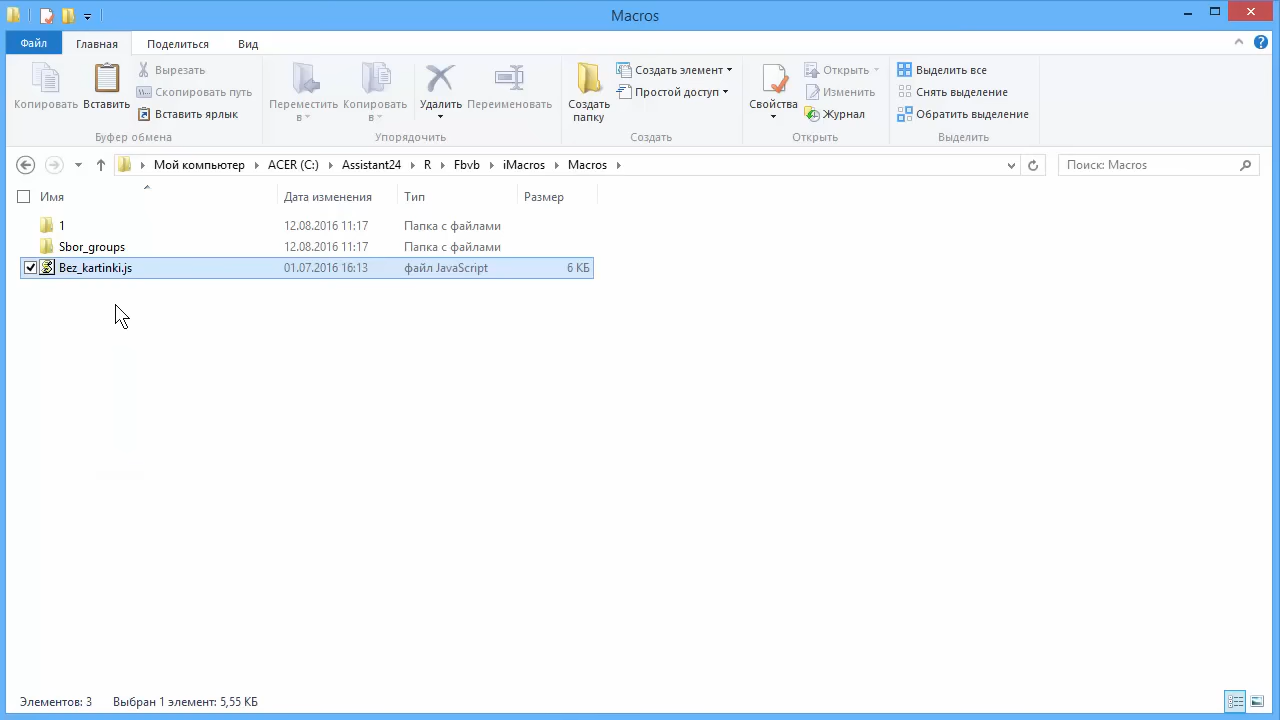 Macros
Файл
Главная
Поделиться
Вид
Копировать
Вставить
Вырезать
Скопировать путь
Вставить ярлык
Буфер обмена
Переместить в
Копировать в
Удалить
Переименовать
Упорядочить
Создать папку
Создать элемент
Простой доступ
Создать
Свойства
Открыть
Изменить
Журнал
Открыть
Выделить все
Снять выделение
Обратить выделение
Выделить
Мой компьютер
ACER (C:)
Assistant24
R
Fbvb
iMacros
Macros
Поиск: Macros
Имя Дата изменения Тип Размер
1 12.08.2016 11:17 Папка с файлами
Sbor_groups 12.08.2016 11:17 Папка с файлами
Bez_kartinki.js 01.07.2016 16:13 файл JavaScript 6 КБ
Элементов: 3 Выбран 1 элемент: 5,55 КБ